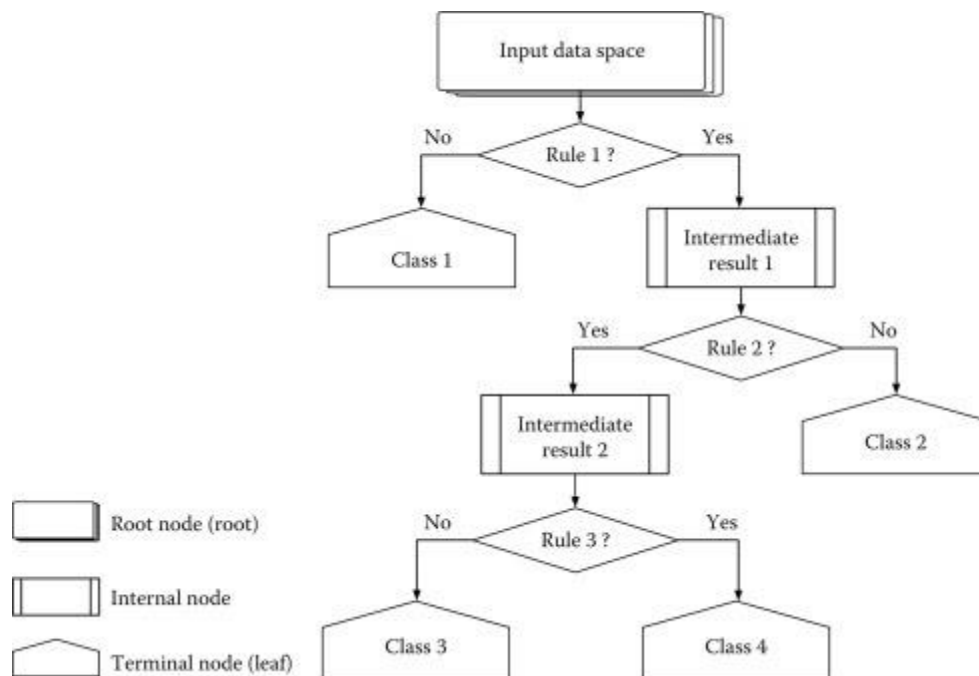 Input data space
No
Yes
Rule 1 ?
Class 1
Intermediate
result 1
Yes
No
Rule 2 ?
Intermediate
result 2
Class 2
Root node (root)
No
Yes
Rule 3 ?
Internal node
Class 3
Class 4
Terminal node (leaf)